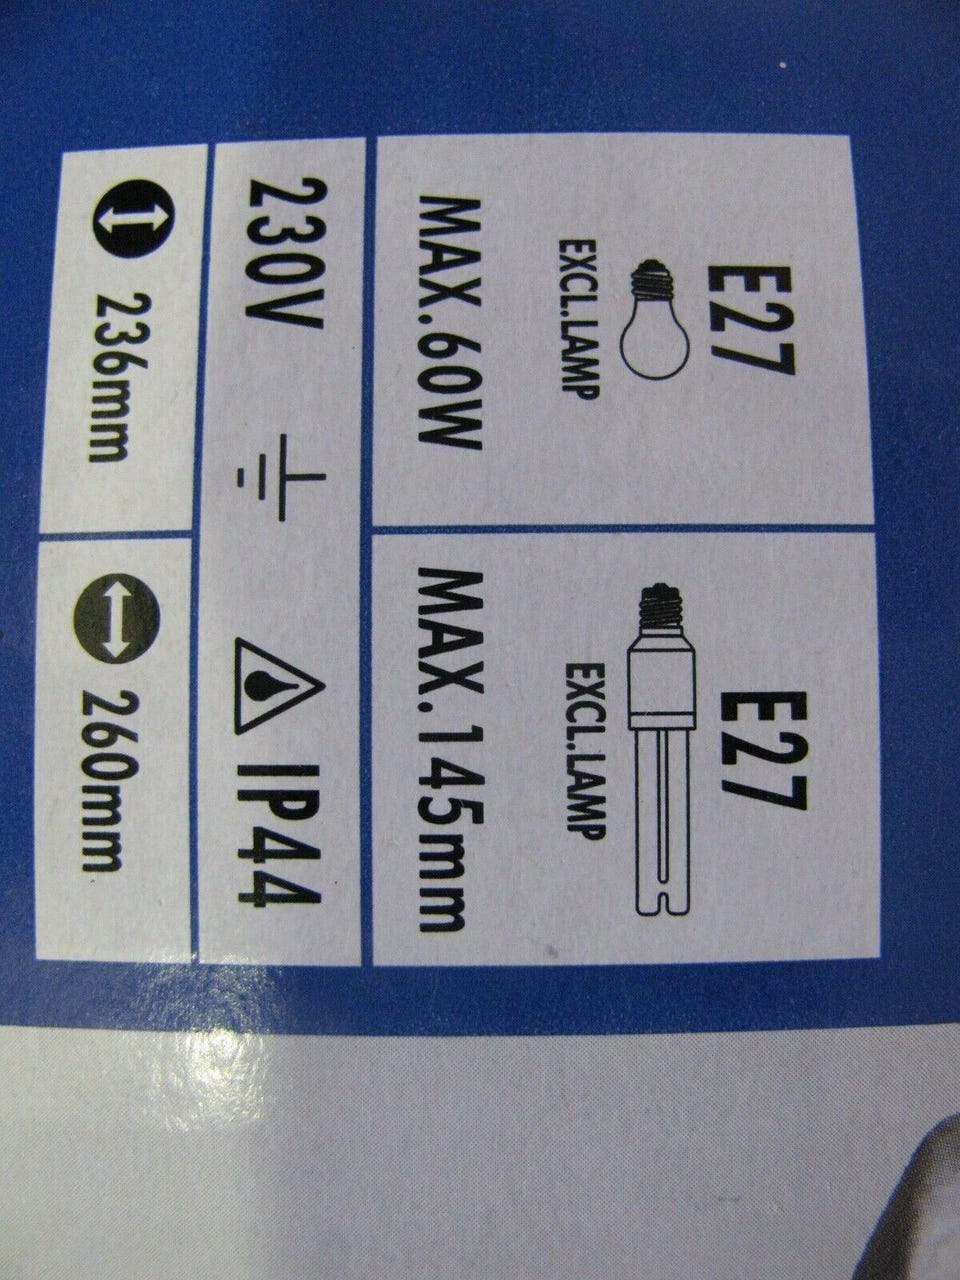 E27
EXCL.LAMP
MAX.60W
E27
EXCL.LAMP
MAX.145mm
230V IP44
236mm
260mm